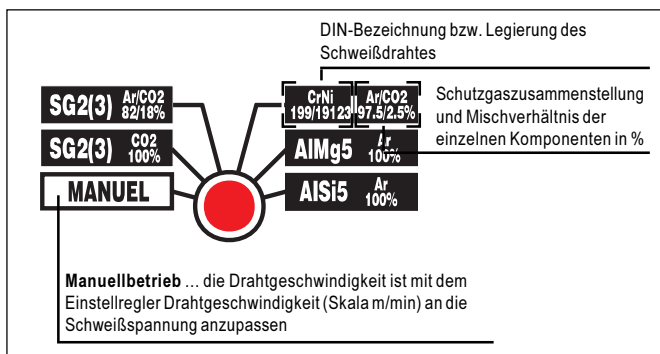 DIN-Bezeichnung bzw. Legierung des
Schweißdrahtes
SG2(3) Ar/CO2 82/18%
CrNi 199/19123 Ar/CO2 97.5/2.5%
Schutzgaszusammenstellung
und Mischverhältnis der
einzelnen Komponenten in %
SG2(3) CO2 100%
AlMg5 Ar 100%
MANUEL
AlSi5 Ar 100%
Manuellbetrieb ... die Drahtgeschwindigkeit ist mit dem
Einstellregler Drahtgeschwindigkeit (Skala m/min) an die
Schweißspannung anzupassen